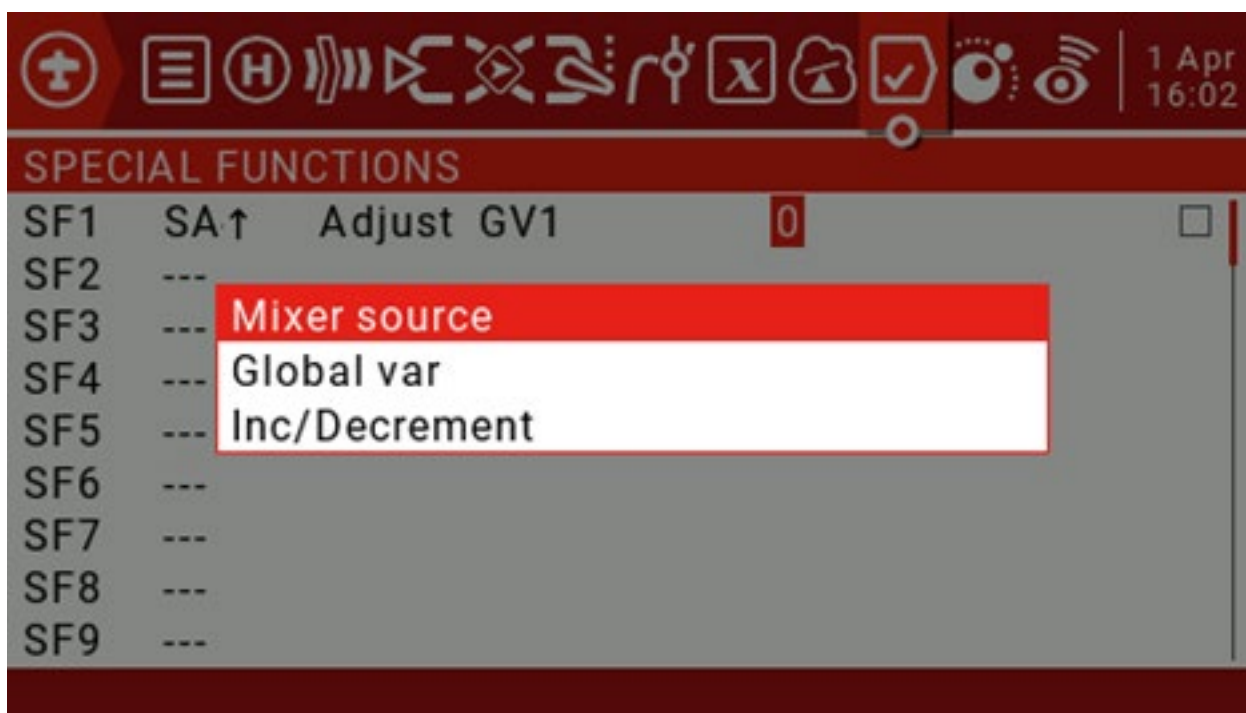 H X 1 Apr
16:02
SPECIAL FUNCTIONS
SF1 SA↑ Adjust GV1 0
SF2 ---
SF3 --- Mixer source
SF4 --- Global var
SF5 --- Inc/Decrement
SF6 ---
SF7 ---
SF8 ---
SF9 ---